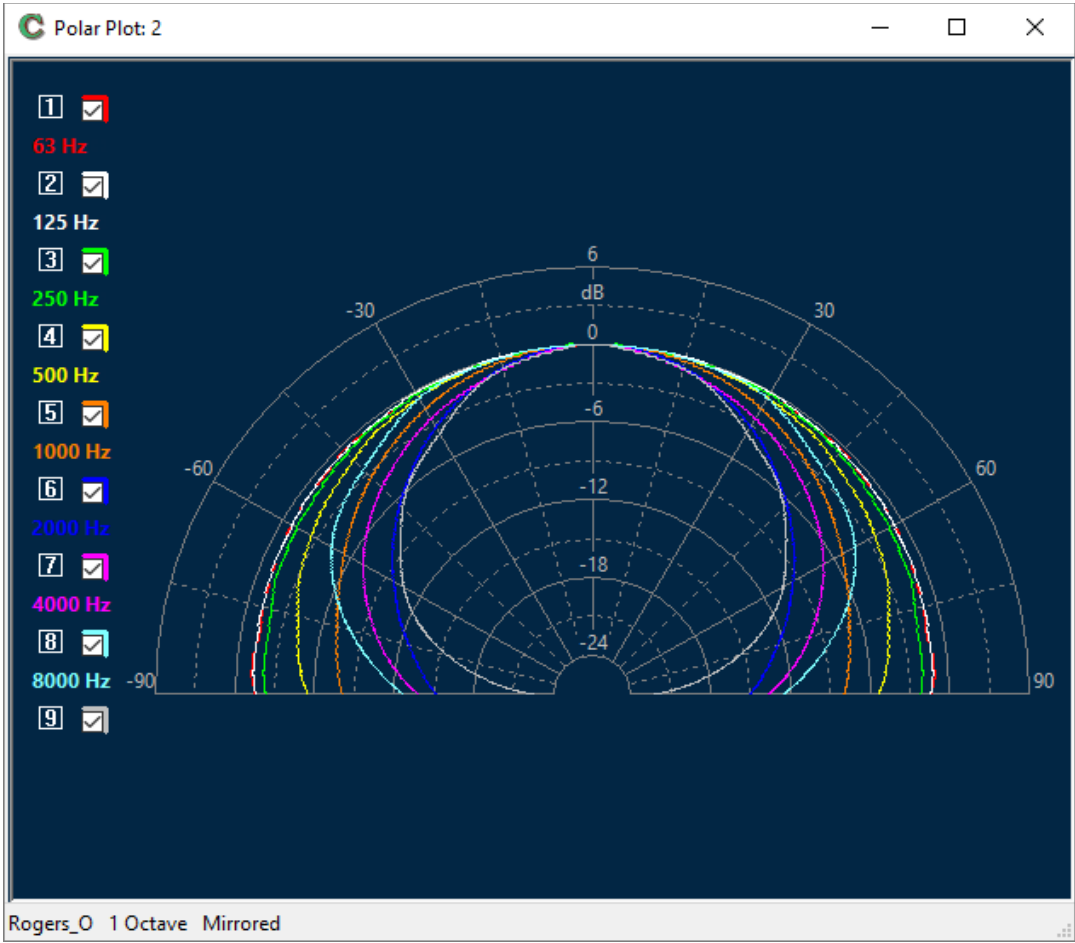 Polar Plot: 2
1
63 Hz
2
125 Hz
3
250 Hz
4
500 Hz
5
1000 Hz
6
2000 Hz
7
4000 Hz
8
8000 Hz
9
6
dB
0
-6
-12
-18
-24
-30
30
-60
60
-90
90
Rogers_O 1 Octave Mirrored